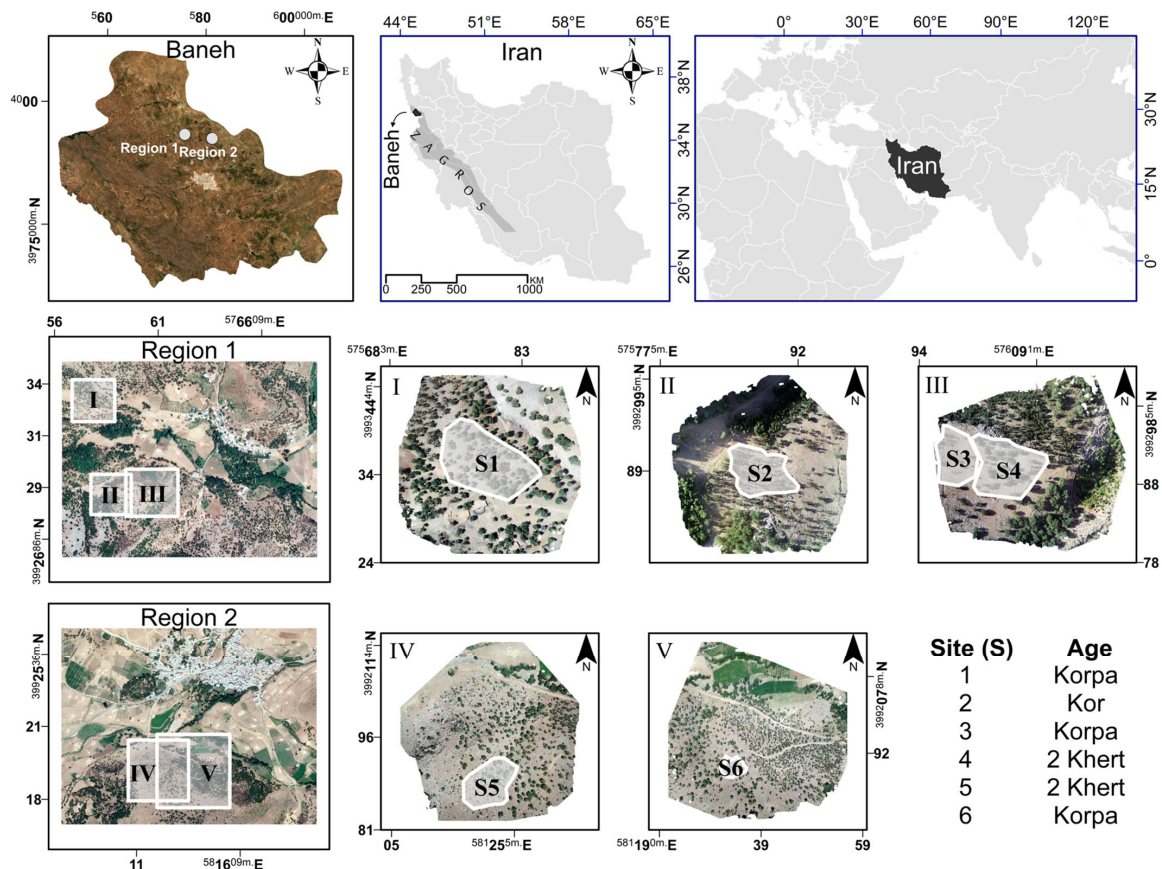 560 580 600000m. E
Baneh
N
W E
S
4000
3975000m. N
Region 1
Region 2
44°E 51°E 58°E 65°E
Iran
N
W E
S
38°N
34°N
30°N
26°N
Baneh
ZAGROS
KM
0 250 500 1000
0° 30°E 60°E 90°E 120°E
Iran
30°N
15°N
0°
56 61 576609m. E
Region 1
34
31
29
3992686m. N
I
II
III
575683m. E 83
I
N
3993444m. N
34
24
S1
575775m. E 92
II
N
3992995m. N
89
S2
94 576091m. E
III
N
3992985m. N
88
78
S3
S4
Region 2
3992536m. N
21
18
IV
V
11 581609m. E
IV
N
3992114m. N
96
81
S5
05 581255m. E
V
N
3992078m. N
92
S6
581190m. E 39 59
Site (S) Age
1 Korpa
2 Kor
3 Korpa
4 2 Khert
5 2 Khert
6 Korpa